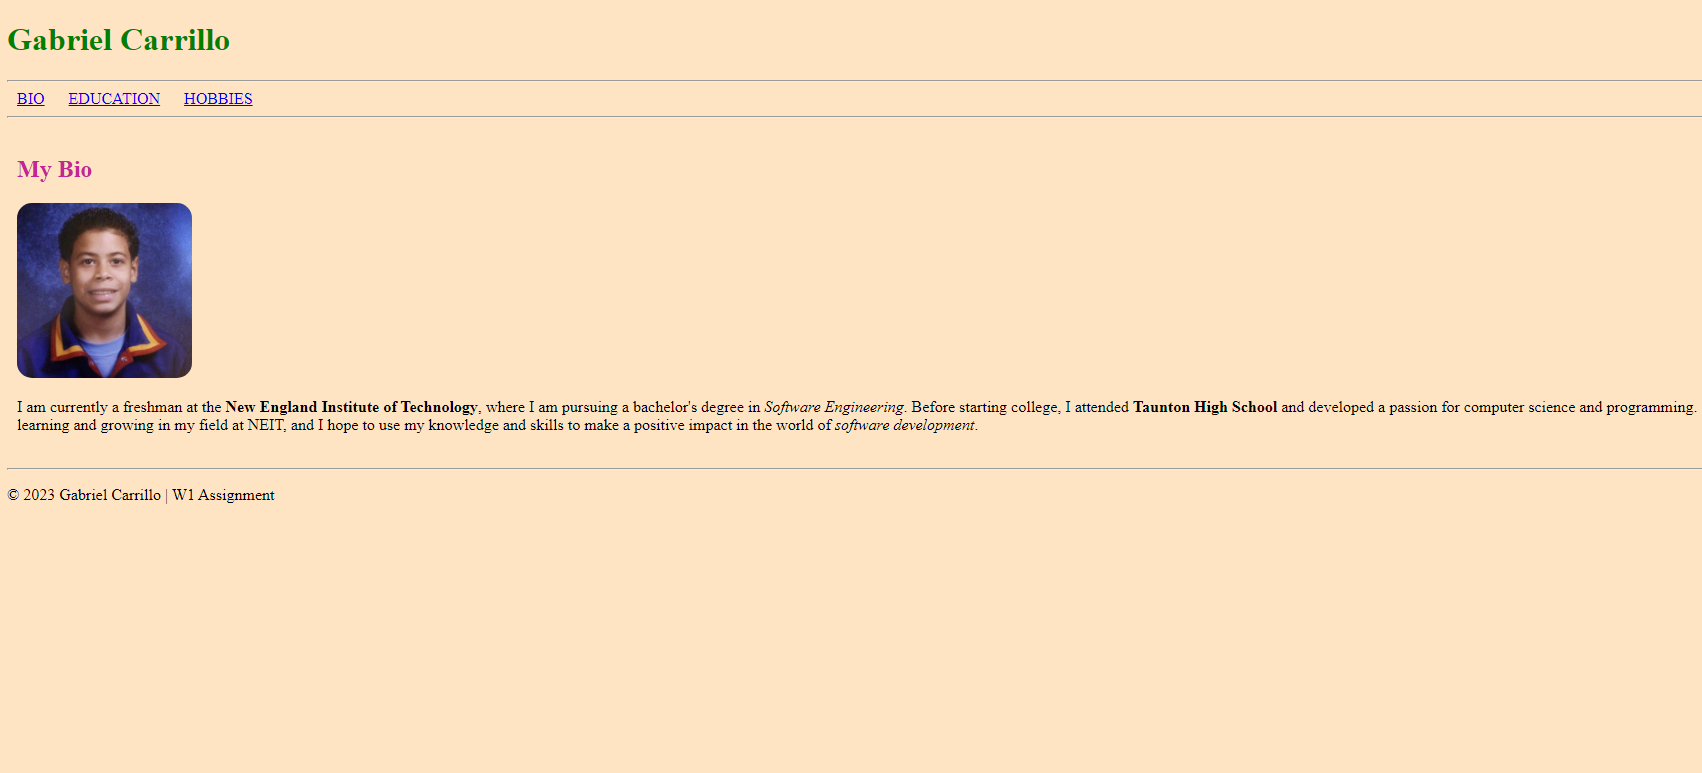 Gabriel Carrillo
BIO EDUCATION HOBBIES
My Bio
I am currently a freshman at the New England Institute of Technology, where I am pursuing a bachelor's degree in Software Engineering. Before starting college, I attended Taunton High School and developed a passion for computer science and programming.
learning and growing in my field at NEIT, and I hope to use my knowledge and skills to make a positive impact in the world of software development.
© 2023 Gabriel Carrillo | W1 Assignment